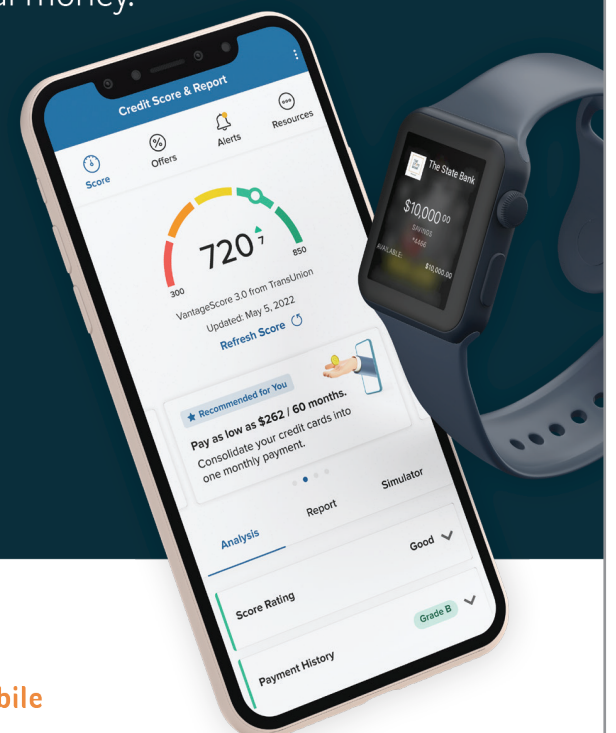 al money.
Credit Score & Report
Score
Offers
Alerts
Resources
720 7
300
850
VantageScore 3.0 from TransUnion
Updated: May 5, 2022
Refresh Score
Recommended for You
Pay as low as $262 / 60 months.
Consolidate your credit cards into
one monthly payment.
Analysis
Report
Simulator
Score Rating
Good
Payment History
Grade B
The State Bank
$10,000.00
SAVINGS
AVAILABLE:
$10,000.00
bile